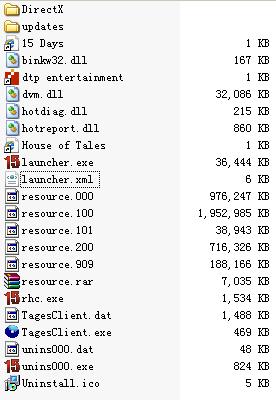 DirectX
updates
15 Days 1 KB
binkw32.dll 167 KB
dtp entertainment 1 KB
dvm.dll 32,086 KB
hotdiag.dll 215 KB
hotreport.dll 860 KB
House of Tales 1 KB
launcher.exe 36,444 KB
launcher.xml 6 KB
resource.000 976,247 KB
resource.100 1,952,985 KB
resource.101 38,943 KB
resource.200 716,326 KB
resource.909 188,166 KB
resource.rar 7,035 KB
rhc.exe 1,534 KB
TagesClient.dat 1,488 KB
TagesClient.exe 469 KB
unins000.dat 48 KB
unins000.exe 824 KB
Uninstall.ico 5 KB